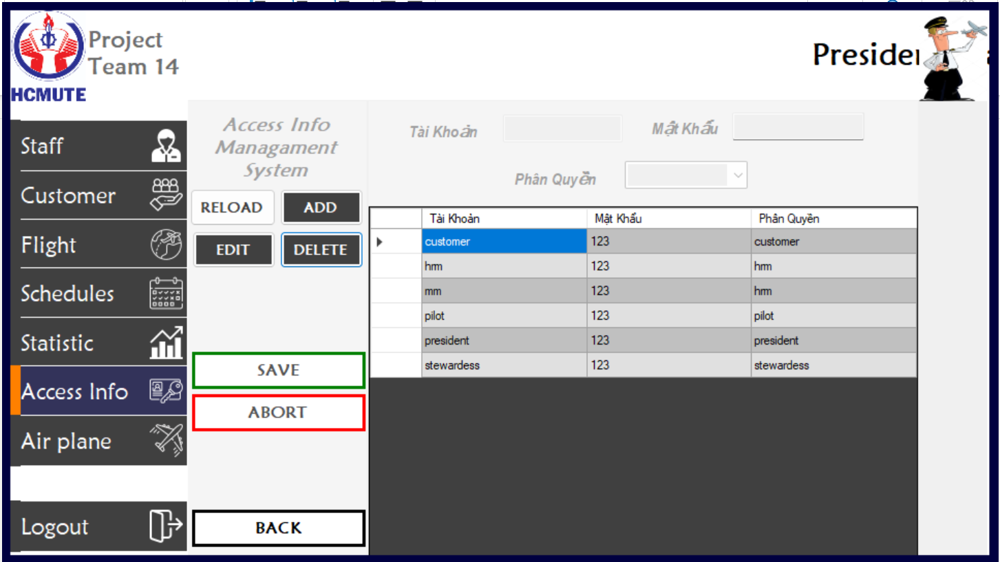 Project
Team 14
HCMUTE
Staff
Customer
Flight
Schedules
Statistic
Access Info
Air plane
Logout
Access Info
Managament
System
RELOAD ADD
EDIT DELETE
SAVE
ABORT
BACK
Tài Khoản Mật Khẩu
Phân Quyền
Tài Khoản Mật Khẩu Phân Quyền
customer 123 customer
hrm 123 hrm
mm 123 hrm
pilot 123 pilot
president 123 president
stewardess 123 stewardess